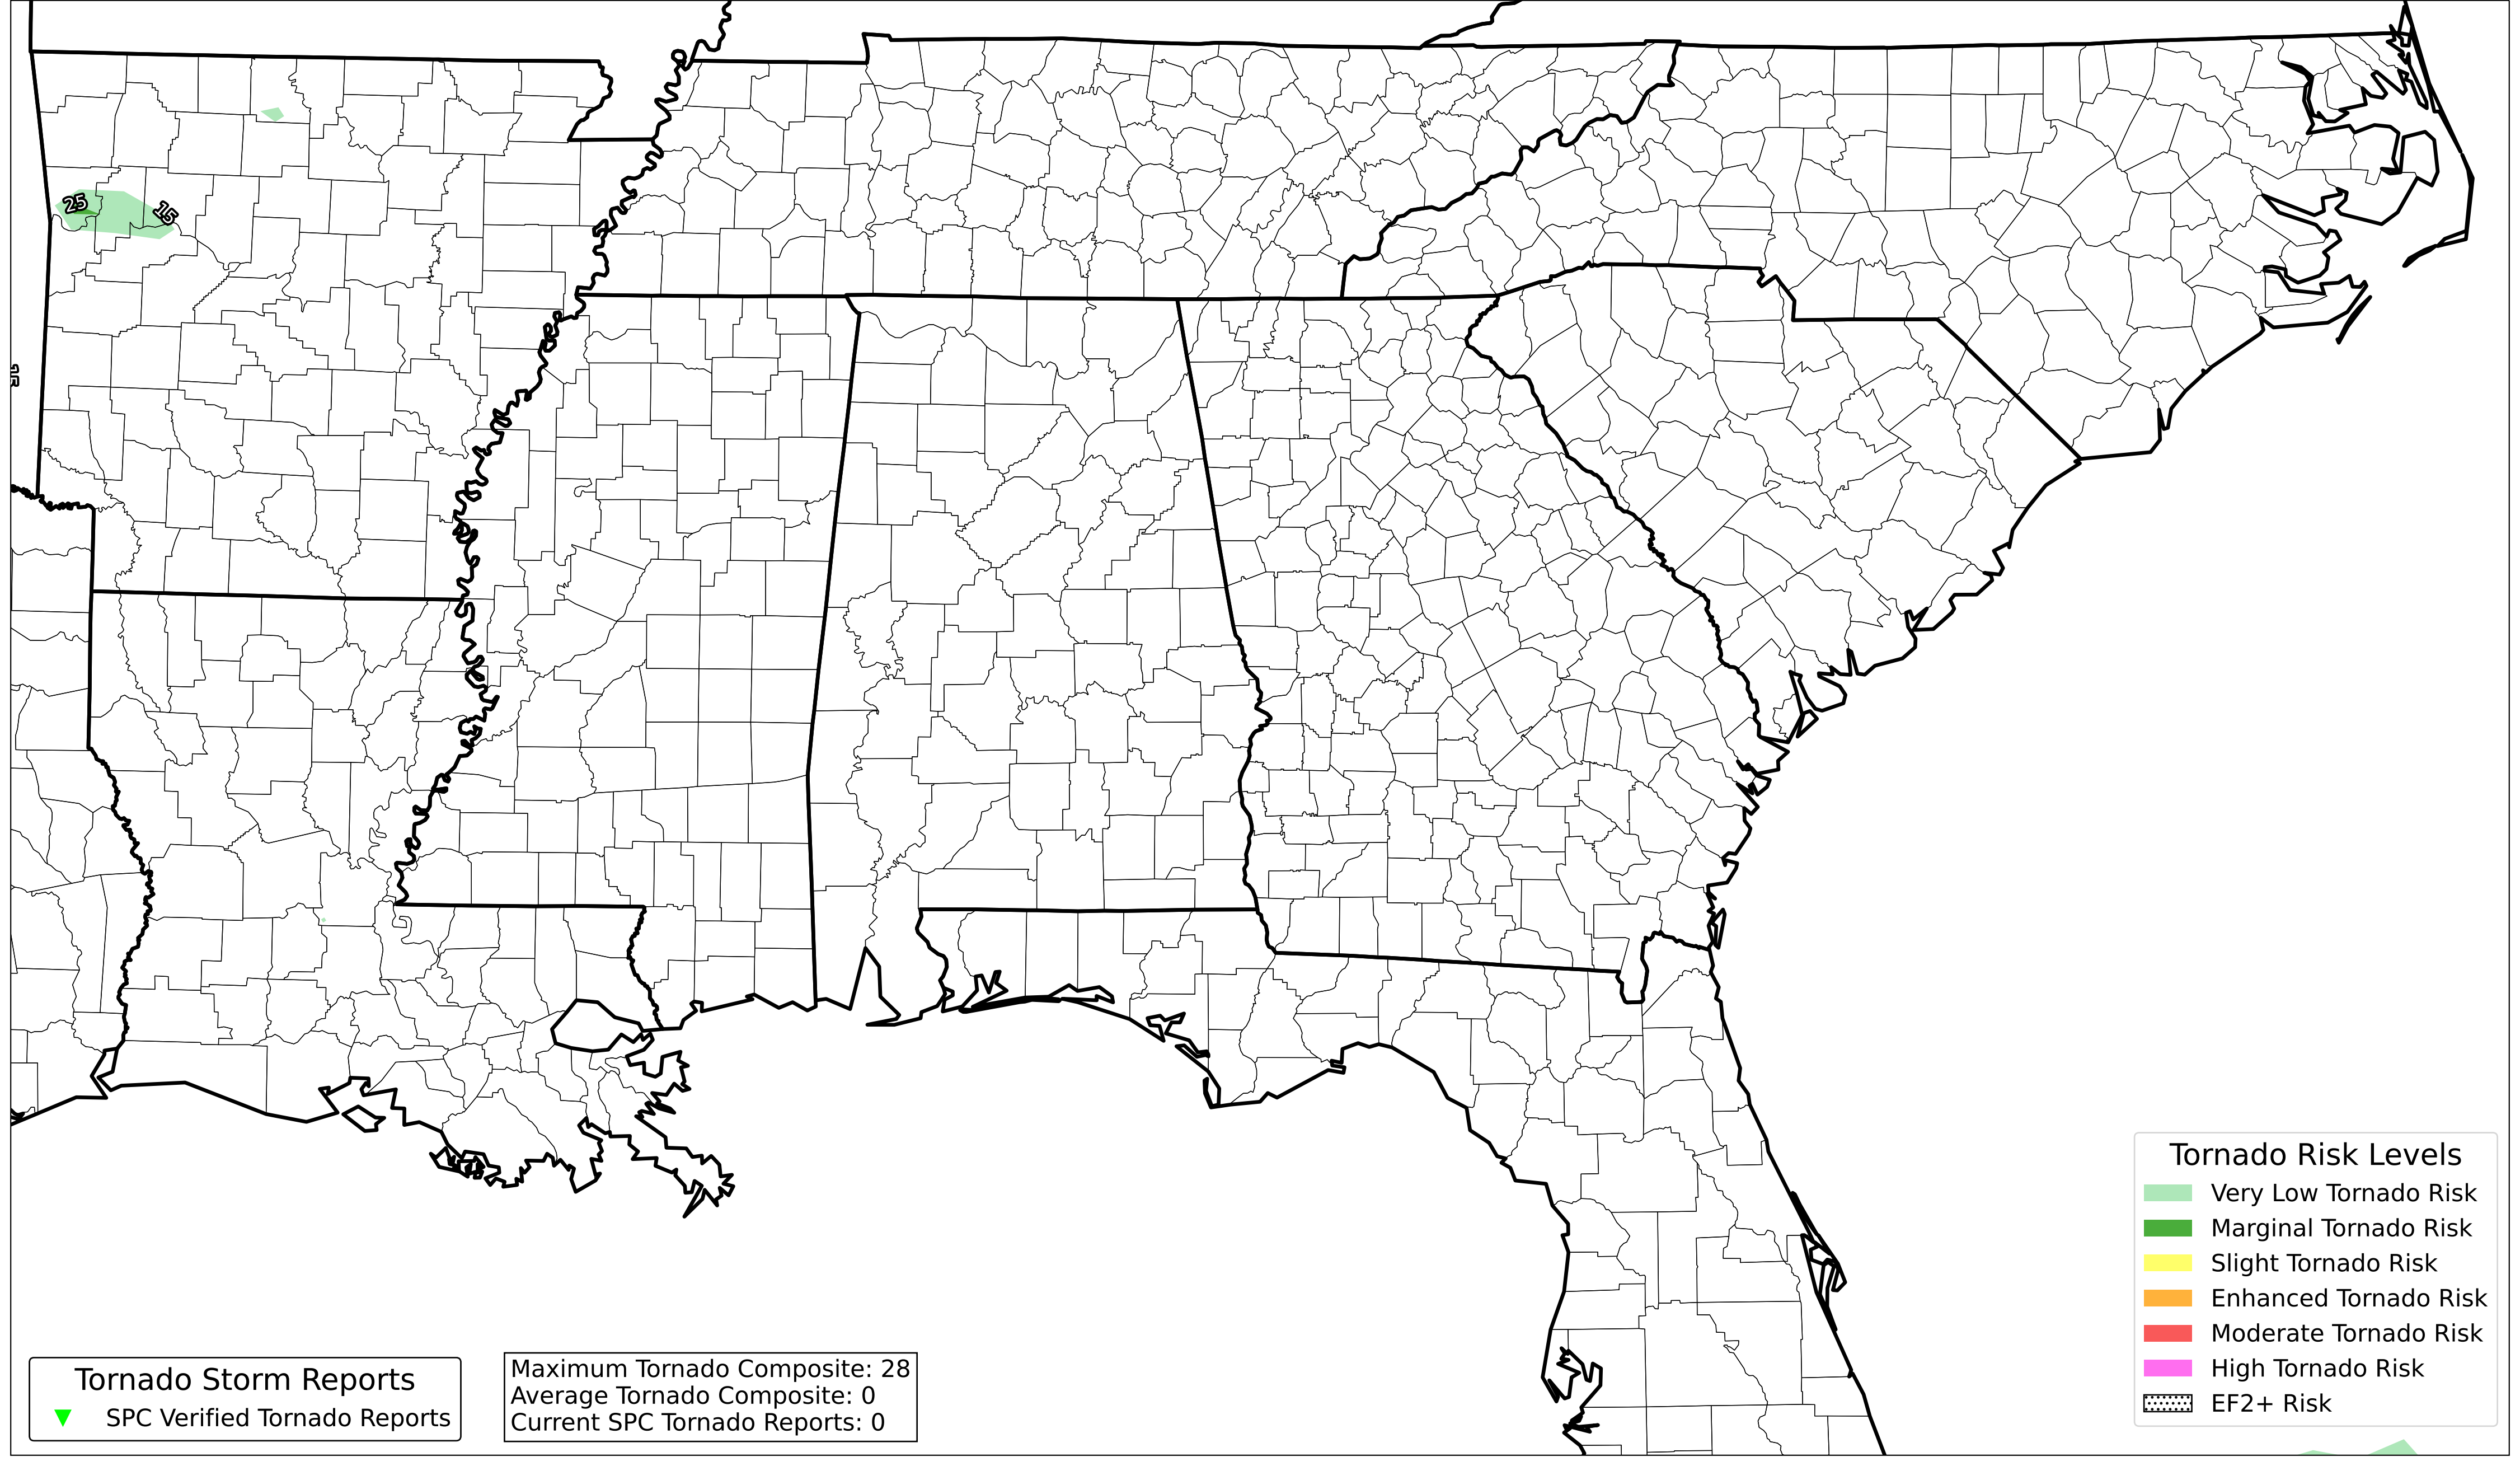 25
15
Tornado Storm Reports
SPC Verified Tornado Reports
Maximum Tornado Composite: 28
Average Tornado Composite: 0
Current SPC Tornado Reports: 0
Tornado Risk Levels
Very Low Tornado Risk
Marginal Tornado Risk
Slight Tornado Risk
Enhanced Tornado Risk
Moderate Tornado Risk
High Tornado Risk
EF2+ Risk